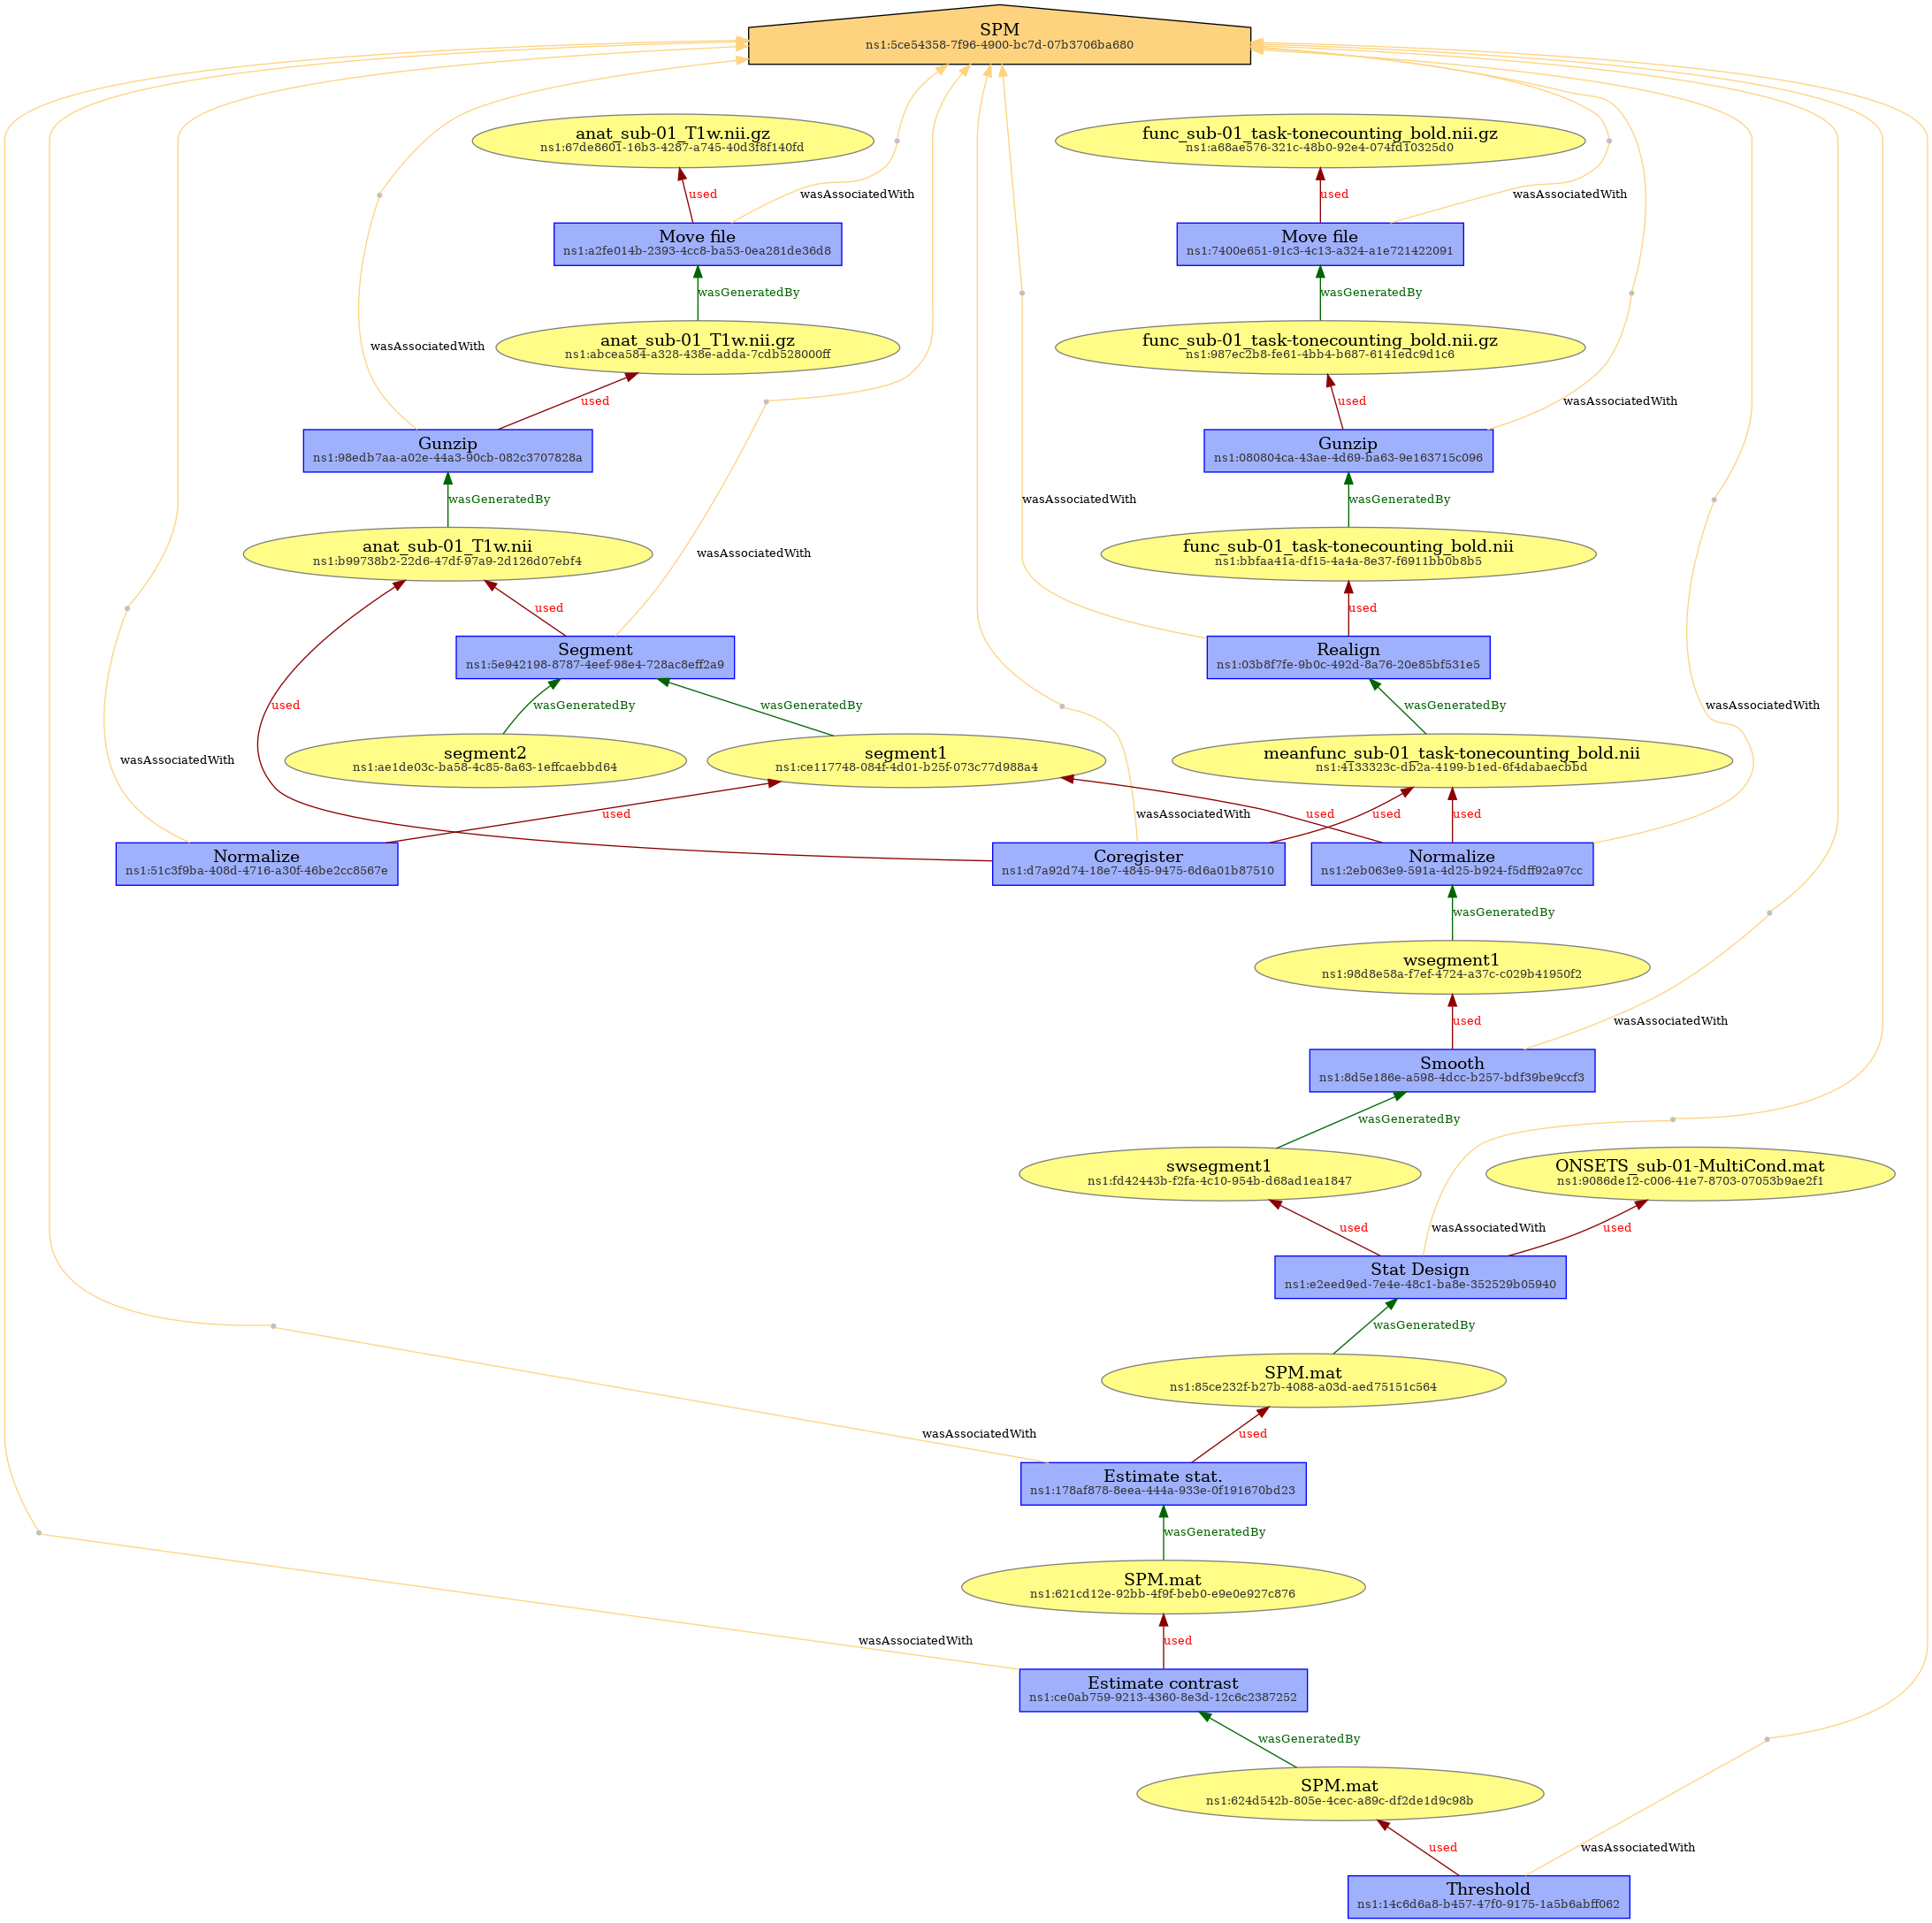 SPM
ns1:5ce54358-7f96-4900-bc7d-07b3706ba680
anat_sub-01_T1w.nii.gz
ns1:67de8601-16b3-4287-a745-40d3f8f140fd
func_sub-01_task-tonecounting_bold.nii.gz
ns1:a68ae576-321c-48b0-92e4-074fd10325d0
used
wasAssociatedWith
used
wasAssociatedWith
Move file
ns1:a2fe014b-2393-4cc8-ba53-0ea281de36d8
Move file
ns1:7400e651-91c3-4c13-a324-a1e721422091
wasGeneratedBy
wasGeneratedBy
anat_sub-01_T1w.nii.gz
ns1:abcea584-a328-438e-adda-7cdb528000ff
func_sub-01_task-tonecounting_bold.nii.gz
ns1:987ec2b8-fe61-4bb4-b687-6141edc9d1c6
wasAssociatedWith
used
used
wasAssociatedWith
Gunzip
ns1:98edb7aa-a02e-44a3-90cb-082c3707828a
Gunzip
ns1:080804ca-43ae-4d69-ba63-9e163715c096
wasGeneratedBy
wasAssociatedWith
wasGeneratedBy
anat_sub-01_T1w.nii
ns1:b99738b2-22d6-47df-97a9-2d126d07ebf4
wasAssociatedWith
func_sub-01_task-tonecounting_bold.nii
ns1:bbfaa41a-df15-4a4a-8e37-f6911bb0b8b5
used
used
Segment
ns1:5e942198-8787-4eef-98e4-728ac8eff2a9
Realign
ns1:03b8f7fe-9b0c-492d-8a76-20e85bf531e5
used
wasGeneratedBy
wasGeneratedBy
wasGeneratedBy
wasAssociatedWith
wasAssociatedWith
segment2
ns1:ae1de03c-ba58-4c85-8a63-1effcaebbd64
segment1
ns1:ce117748-084f-4d01-b25f-073c77d988a4
meanfunc_sub-01_task-tonecounting_bold.nii
ns1:4133323c-db2a-4199-b1ed-6f4dabaecbbd
used
wasAssociatedWith
used
used
used
Normalize
ns1:51c3f9ba-408d-4716-a30f-46be2cc8567e
Coregister
ns1:d7a92d74-18e7-4845-9475-6d6a01b87510
Normalize
ns1:2eb063e9-591a-4d25-b924-f5dff92a97cc
wasGeneratedBy
wsegment1
ns1:98d8e58a-f7ef-4724-a37c-c029b41950f2
used
wasAssociatedWith
Smooth
ns1:8d5e186e-a598-4dcc-b257-bdf39be9ccf3
wasGeneratedBy
swsegment1
ns1:fd42443b-f2fa-4c10-954b-d68ad1ea1847
ONSETS_sub-01-MultiCond.mat
ns1:9086de12-c006-41e7-8703-07053b9ae2f1
used
wasAssociatedWith
used
Stat Design
ns1:e2eed9ed-7e4e-48c1-ba8e-352529b05940
wasGeneratedBy
SPM.mat
ns1:85ce232f-b27b-4088-a03d-aed75151c564
wasAssociatedWith
used
Estimate stat.
ns1:178af878-8eea-444a-933e-0f191670bd23
wasGeneratedBy
SPM.mat
ns1:621cd12e-92bb-4f9f-beb0-e9e0e927c876
wasAssociatedWith
used
Estimate contrast
ns1:ce0ab759-9213-4360-8e3d-12c6c2387252
wasGeneratedBy
SPM.mat
ns1:624d542b-805e-4cec-a89c-df2de1d9c98b
used
wasAssociatedWith
Threshold
ns1:14c6d6a8-b457-47f0-9175-1a5b6abff062